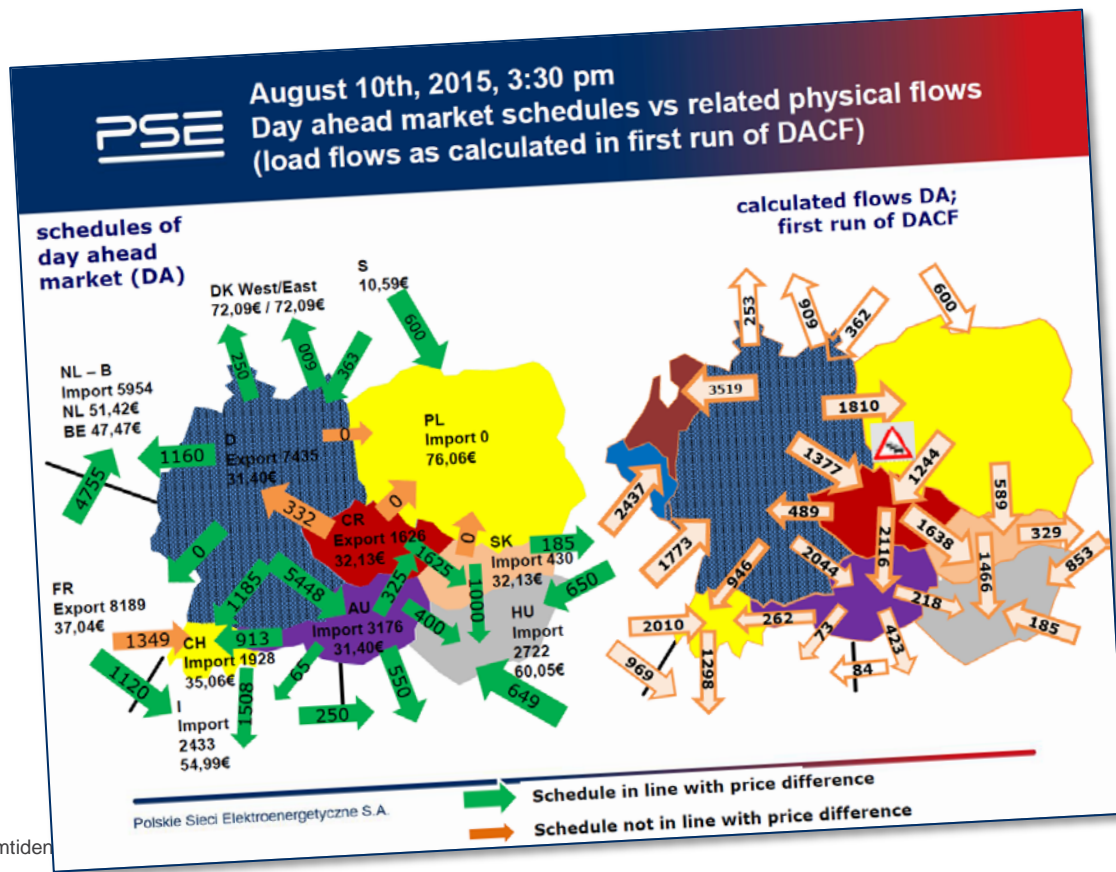 PSE
August 10th, 2015, 3:30 pm
Day ahead market schedules vs related physical flows
(load flows as calculated in first run of DACF)
schedules of
day ahead
market (DA)
DK West/East
72,09€ / 72,09€
S
10,59€
250
600
363
600
NL – B
Import 5954
NL 51,42€
BE 47,47€
1160
4755
D
Export 7435
31,40€
0
PL
Import 0
76,06€
332
0
CR
Export 1626
32,13€
0
1625
SK
Import 430
32,13€
185
0
1185
5448
325
1000
650
FR
Export 8189
37,04€
1349
1120
CH
Import 1928
35,06€
913
AU
Import 3176
31,40€
400
HU
Import
2722
60,05€
65
550
649
1508
250
I
Import
2433
54,99€
calculated flows DA;
first run of DACF
253
609
362
600
3519
1810
1377
1244
2437
489
589
1773
1638
329
2116
2044
946
1466
853
218
2010
262
73
423
185
969
1298
84
Polskie Sieci Elektroenergetyczne S.A.
Schedule in line with price difference
Schedule not in line with price difference
mtiden